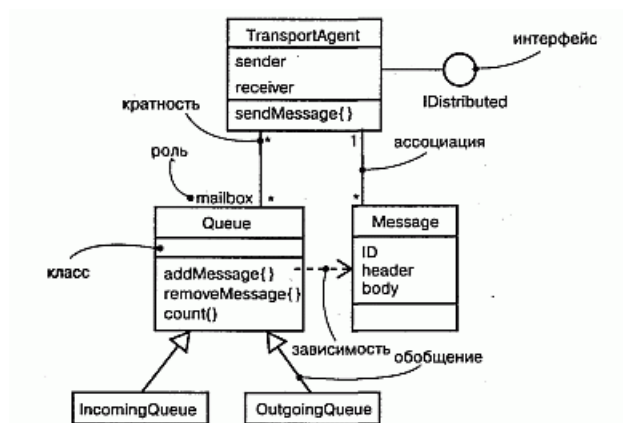 TransportAgent
sender
receiver
sendMessage{}
интерфейс
IDistributed
кратность
*
1
ассоциация
роль
mailbox
*
*
Queue
Message
класс
addMessage{}
removeMessage{}
count()
ID
header
body
зависимость
обобщение
IncomingQueue
OutgoingQueue